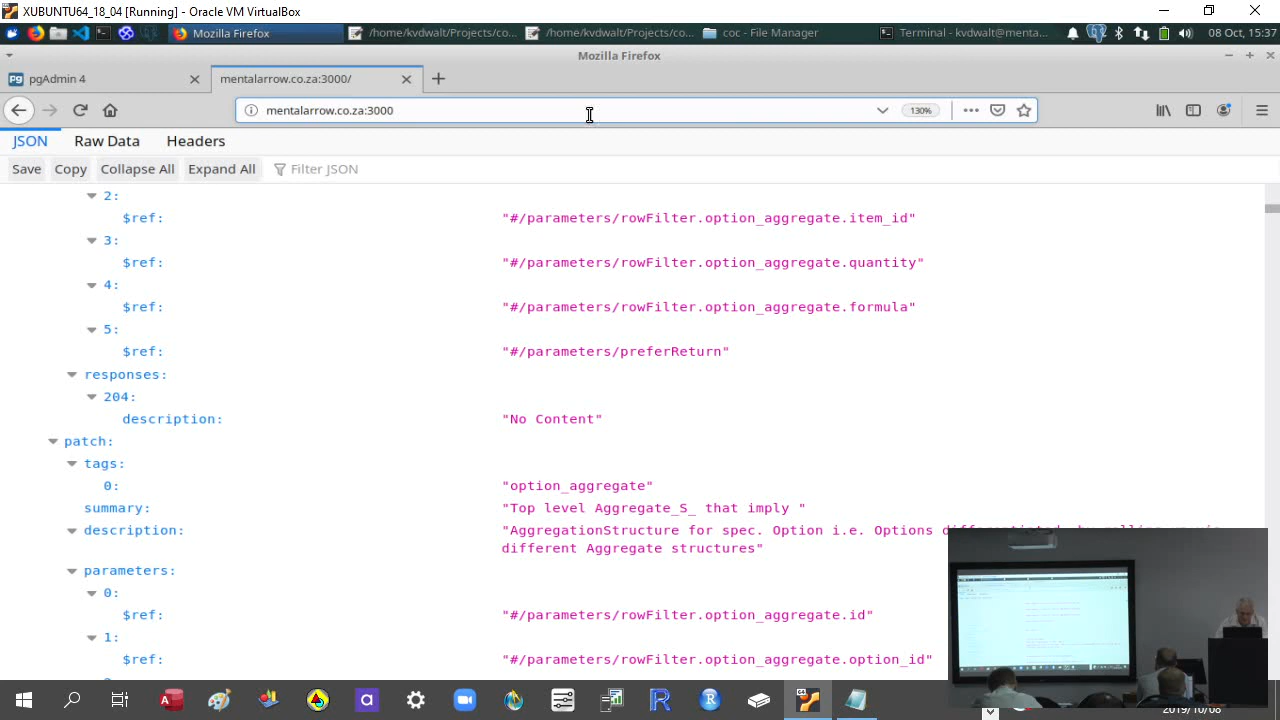 XUBUNTU64_18_04 [Running] - Oracle VM VirtualBox
Mozilla Firefox /home/kvdwalt/Projects/co... /home/kvdwalt/Projects/co... coc - File Manager Terminal - kvdwalt@menta... 08 Oct, 15:37
Mozilla Firefox
pgAdmin 4 mentalarrow.co.za:3000/
mentalarrow.co.za:3000 130%
JSON Raw Data Headers
Save Copy Collapse All Expand All Filter JSON
2:
$ref: "#/parameters/rowFilter.option_aggregate.item_id"
3:
$ref: "#/parameters/rowFilter.option_aggregate.quantity"
4:
$ref: "#/parameters/rowFilter.option_aggregate.formula"
5:
$ref: "#/parameters/preferReturn"
responses:
204:
description: "No Content"
patch:
tags:
0: "option_aggregate"
summary: "Top level Aggregate_S_ that imply "
description: "AggregationStructure for spec. Option i.e. Options
different Aggregate structures"
parameters:
0:
$ref: "#/parameters/rowFilter.option_aggregate.id"
1:
$ref: "#/parameters/rowFilter.option_aggregate.option_id"
2019/10/08